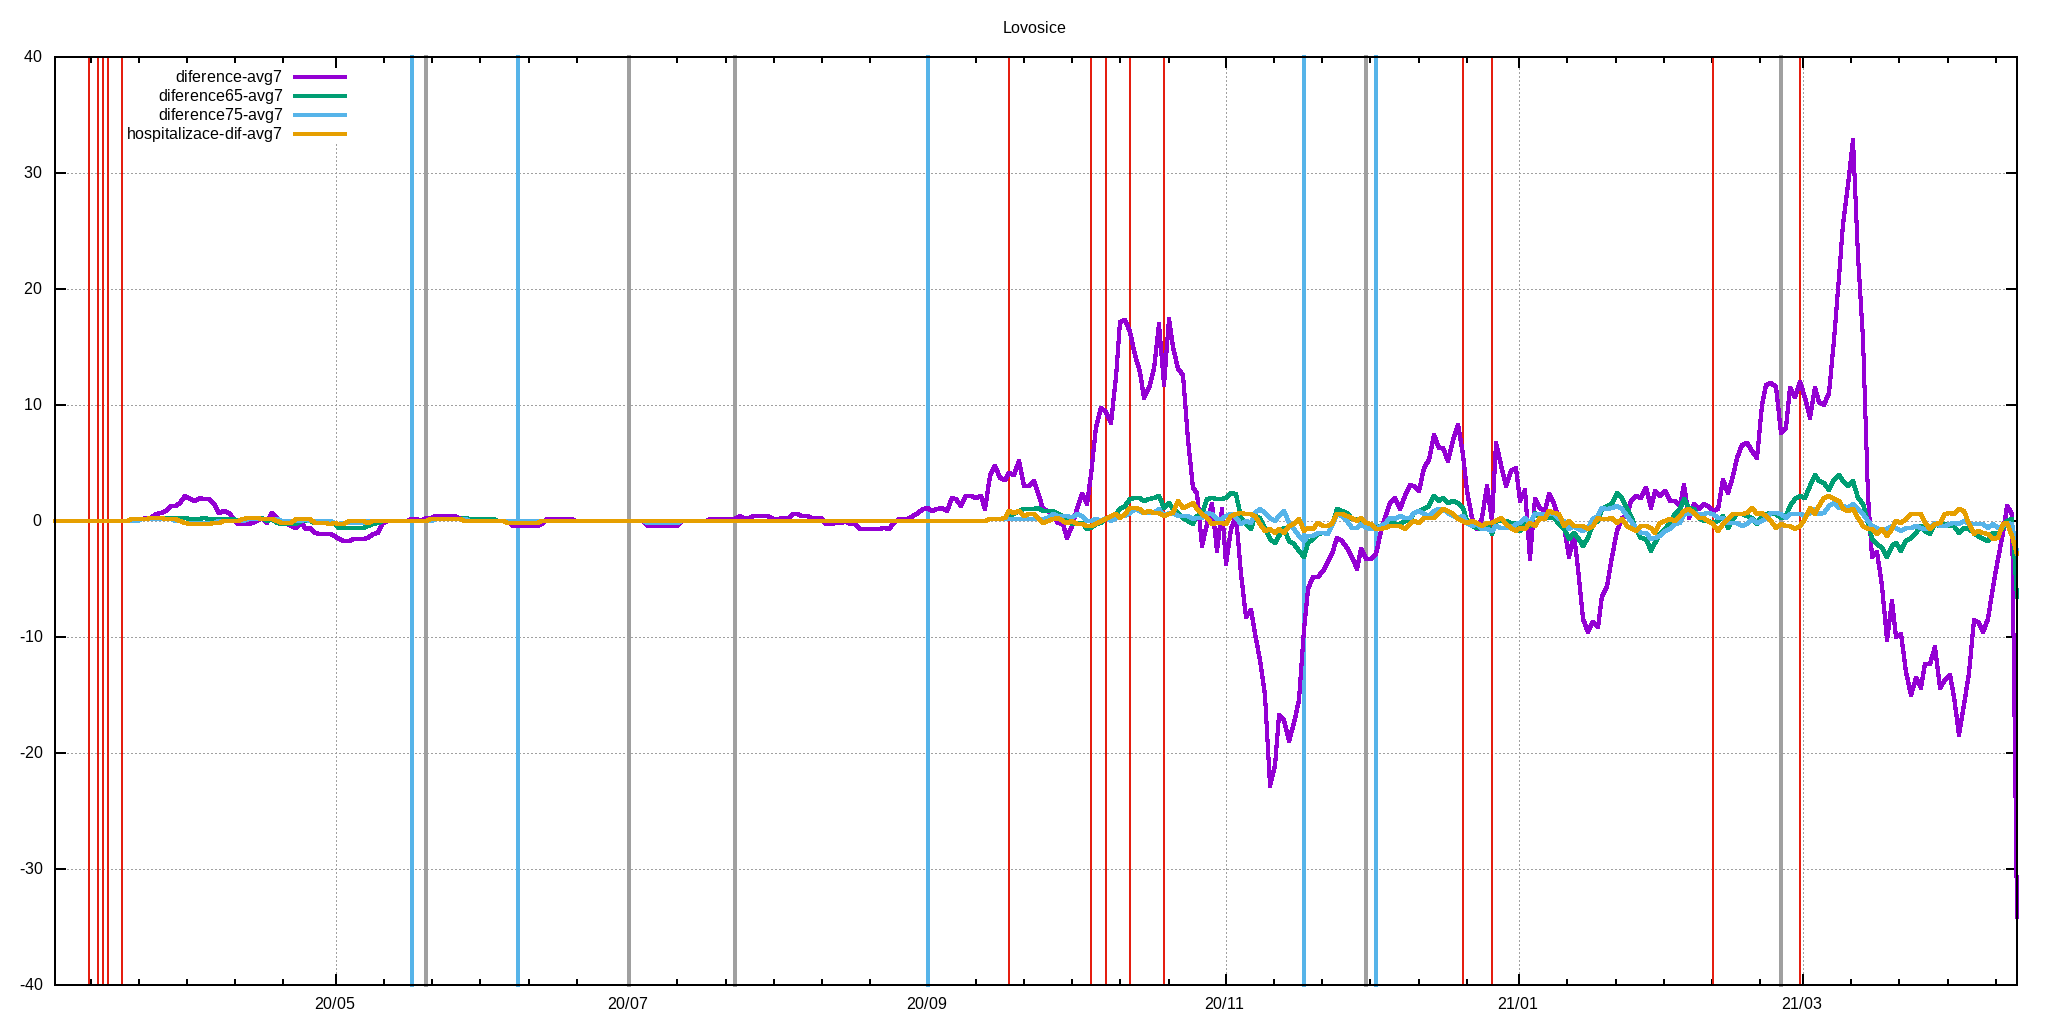 Lovosice
diference-avg7
diference65-avg7
diference75-avg7
hospitalizace-dif-avg7
40
30
20
10
0
-10
-20
-30
-40
20/05 20/07 20/09 20/11 21/01 21/03